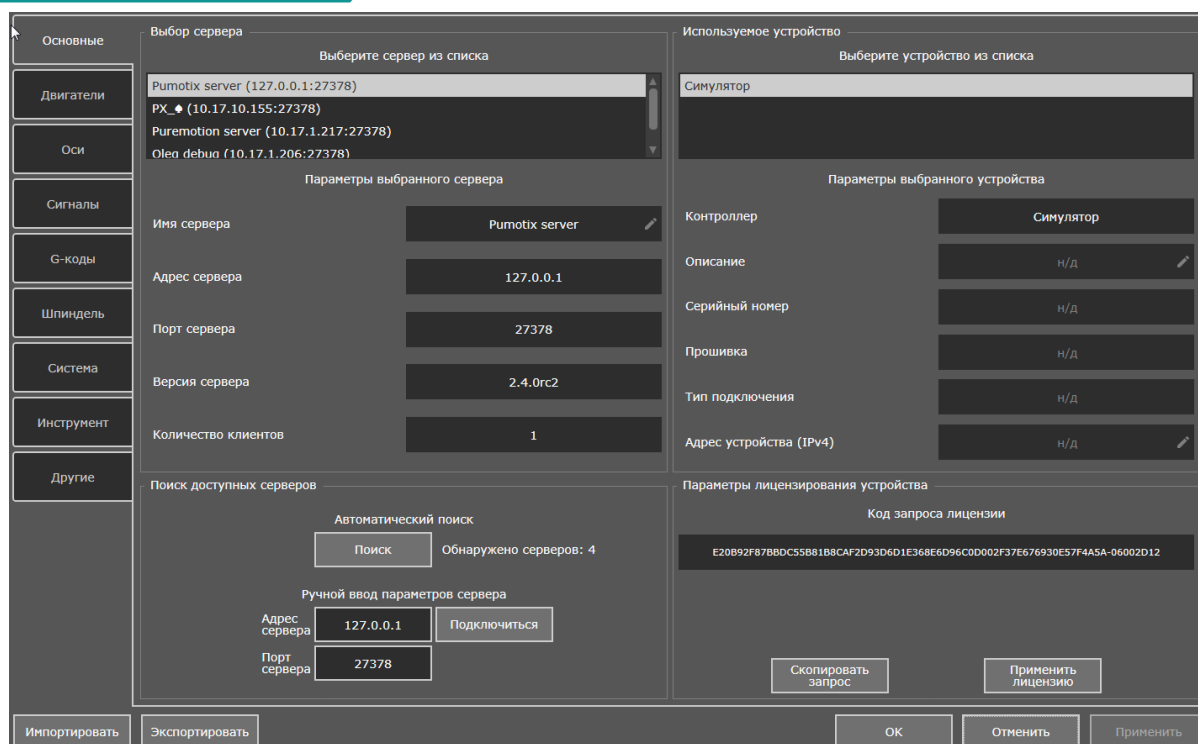 Основные
Двигатели
Оси
Сигналы
G-коды
Шпиндель
Система
Инструмент
Другие
Выбор сервера
Выберите сервер из списка
Pumotix server (127.0.0.1:27378)
PX_♠ (10.17.10.155:27378)
Puremotion server (10.17.1.217:27378)
Oleg debug (10.17.1.206:27378)
Параметры выбранного сервера
Имя сервера Pumotix server
Адрес сервера 127.0.0.1
Порт сервера 27378
Версия сервера 2.4.0rc2
Количество клиентов 1
Поиск доступных серверов
Автоматический поиск
Поиск Обнаружено серверов: 4
Ручной ввод параметров сервера
Адрес
сервера 127.0.0.1 Подключиться
Порт
сервера 27378
Используемое устройство
Выберите устройство из списка
Симулятор
Параметры выбранного устройства
Контроллер Симулятор
Описание н/д
Серийный номер н/д
Прошивка н/д
Тип подключения н/д
Адрес устройства (IPv4) н/д
Параметры лицензирования устройства
Код запроса лицензии
E20B92F87BBDC55B81B8CAF2D93D6D1E368E6D96C0D002F37E676930E57F4A5A-06002D12
Скопировать
запрос
Применить
лицензию
Импортировать Экспортировать OK Отменить Применить